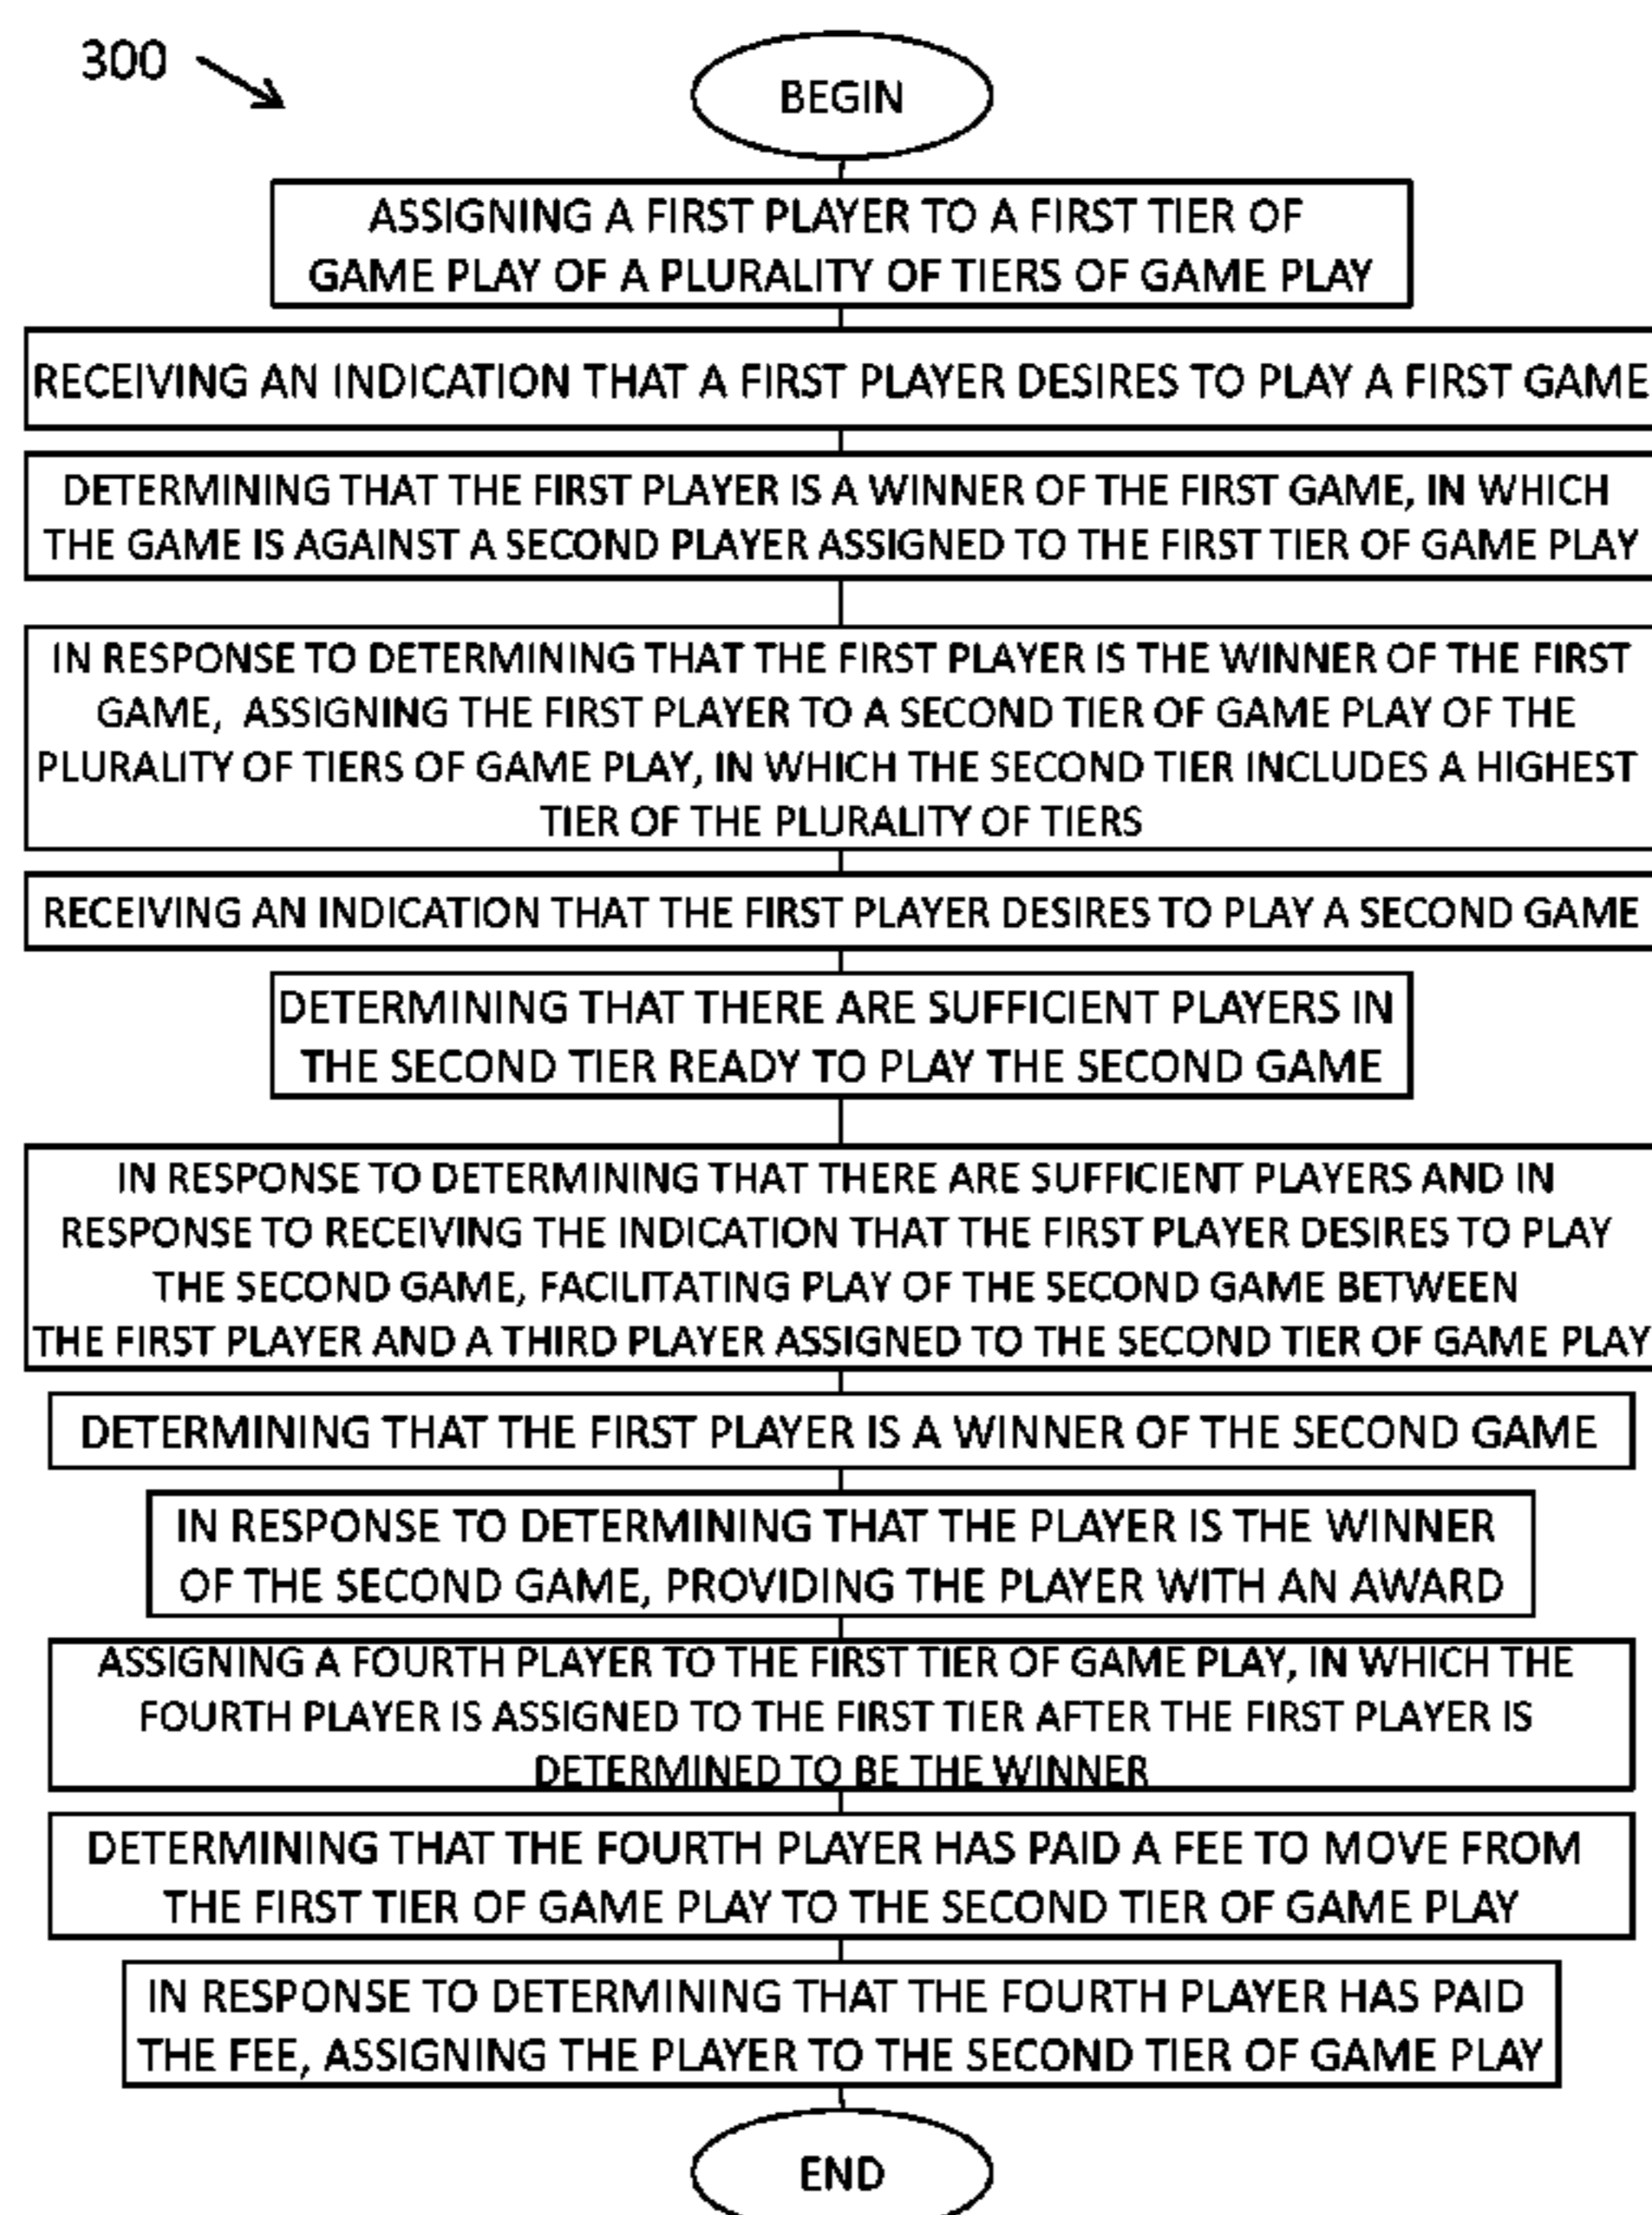 300
BEGIN
ASSIGNING A FIRST PLAYER TO A FIRST TIER OF
GAME PLAY OF A PLURALITY OF TIERS OF GAME PLAY
RECEIVING AN INDICATION THAT A FIRST PLAYER DESIRES TO PLAY A FIRST GAME
DETERMINING THAT THE FIRST PLAYER IS A WINNER OF THE FIRST GAME, IN WHICH
THE GAME IS AGAINST A SECOND PLAYER ASSIGNED TO THE FIRST TIER OF GAME PLAY
IN RESPONSE TO DETERMINING THAT THE FIRST PLAYER IS THE WINNER OF THE FIRST
GAME, ASSIGNING THE FIRST PLAYER TO A SECOND TIER OF GAME PLAY OF THE
PLURALITY OF TIERS OF GAME PLAY, IN WHICH THE SECOND TIER INCLUDES A HIGHEST
TIER OF THE PLURALITY OF TIERS
RECEIVING AN INDICATION THAT THE FIRST PLAYER DESIRES TO PLAY A SECOND GAME
DETERMINING THAT THERE ARE SUFFICIENT PLAYERS IN
THE SECOND TIER READY TO PLAY THE SECOND GAME
IN RESPONSE TO DETERMINING THAT THERE ARE SUFFICIENT PLAYERS AND IN
RESPONSE TO RECEIVING THE INDICATION THAT THE FIRST PLAYER DESIRES TO PLAY
THE SECOND GAME, FACILITATING PLAY OF THE SECOND GAME BETWEEN
THE FIRST PLAYER AND A THIRD PLAYER ASSIGNED TO THE SECOND TIER OF GAME PLAY
DETERMINING THAT THE FIRST PLAYER IS A WINNER OF THE SECOND GAME
IN RESPONSE TO DETERMINING THAT THE PLAYER IS THE WINNER
OF THE SECOND GAME, PROVIDING THE PLAYER WITH AN AWARD
ASSIGNING A FOURTH PLAYER TO THE FIRST TIER OF GAME PLAY, IN WHICH THE
FOURTH PLAYER IS ASSIGNED TO THE FIRST TIER AFTER THE FIRST PLAYER IS
DETERMINED TO BE THE WINNER
DETERMINING THAT THE FOURTH PLAYER HAS PAID A FEE TO MOVE FROM
THE FIRST TIER OF GAME PLAY TO THE SECOND TIER OF GAME PLAY
IN RESPONSE TO DETERMINING THAT THE FOURTH PLAYER HAS PAID
THE FEE, ASSIGNING THE PLAYER TO THE SECOND TIER OF GAME PLAY
END